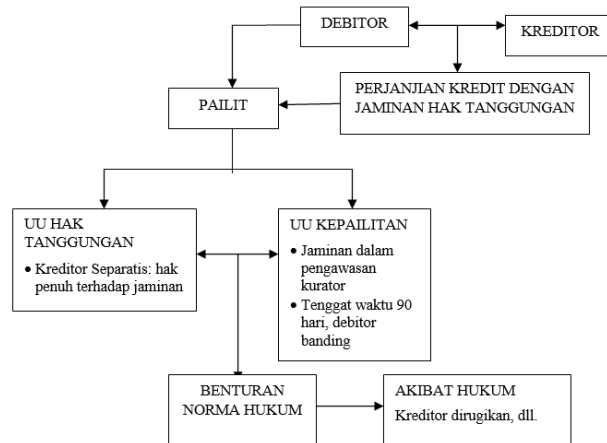 DEBITOR
KREDITOR
PERJANJIAN KREDIT DENGAN
JAMINAN HAK TANGGUNGAN
PAILIT
UU HAK
TANGGUNGAN
• Kreditor Separatis: hak
penuh terhadap jaminan
UU KEPAILITAN
• Jaminan dalam
pengawasan
kurator
• Tenggat waktu 90
hari, debitor
banding
BENTURAN
NORMA HUKUM
AKIBAT HUKUM
Kreditor dirugikan, dll.